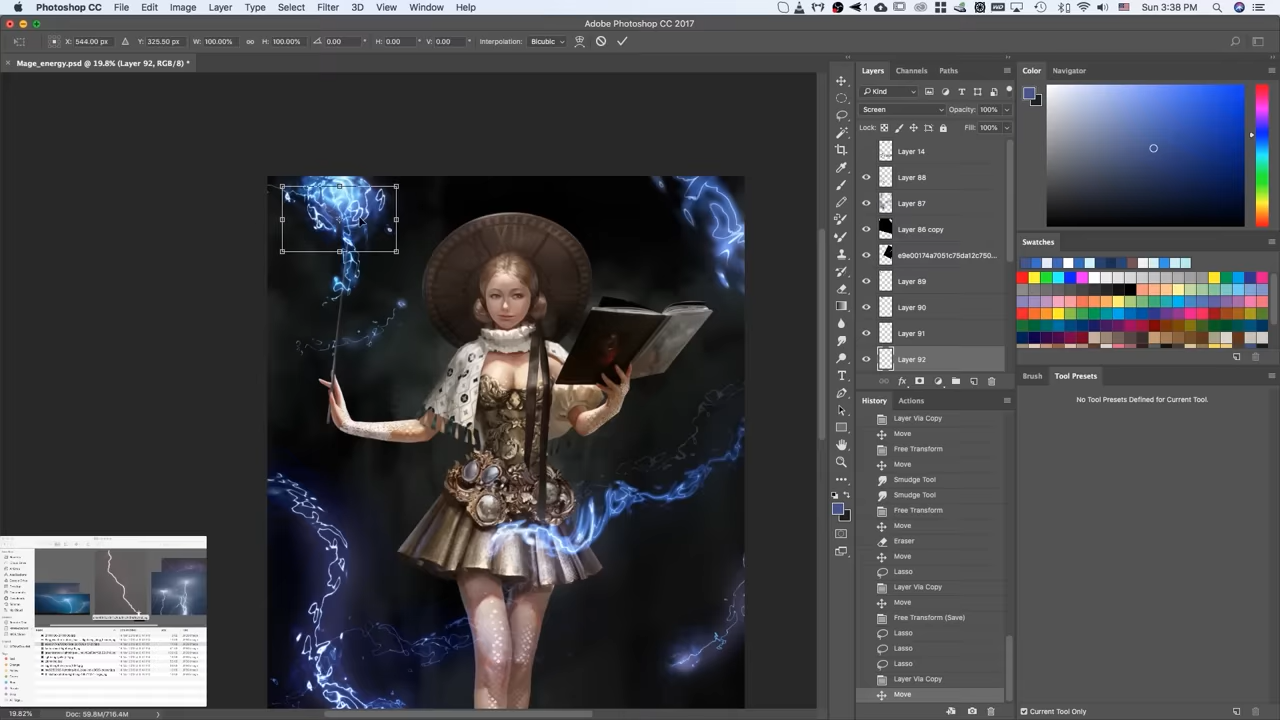 Photoshop CC File Edit Image Layer Type Select Filter 3D View Window Help Sun 3:38 PM
Adobe Photoshop CC 2017
X: 544.00 px Y: 325.50 px W: 100.00% H: 100.00% 0.00 H: 0.00 V: 0.00 Interpolation: Bicubic
Mage_energy.psd @ 19.8% (Layer 92, RGB/8) *
Layers Channels Paths
Kind
Screen Opacity: 100%
Lock: Fill: 100%
Layer 14
Layer 88
Layer 87
Layer 86 copy
e9e00174a7051c75da12c750...
Layer 89
Layer 90
Layer 91
Layer 92
History Actions
Layer Via Copy
Move
Free Transform
Move
Smudge Tool
Smudge Tool
Free Transform
Move
Eraser
Move
Lasso
Layer Via Copy
Move
Free Transform (Save)
Lasso
Lasso
Lasso
Layer Via Copy
Move
Color Navigator
Swatches
Brush Tool Presets
No Tool Presets Defined for Current Tool.
Current Tool Only
19.82% Doc: 59.8M/716.4M